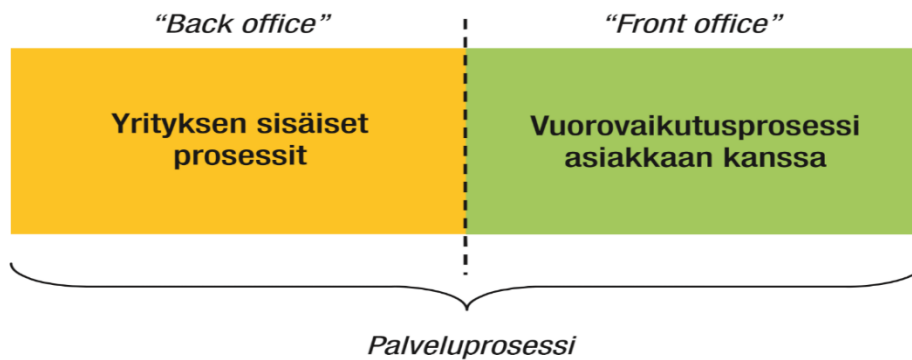 “Back office”
“Front office”
Yrityksen sisäiset
prosessit
Vuorovaikutusprosessi
asiakkaan kanssa
Palveluprosessi